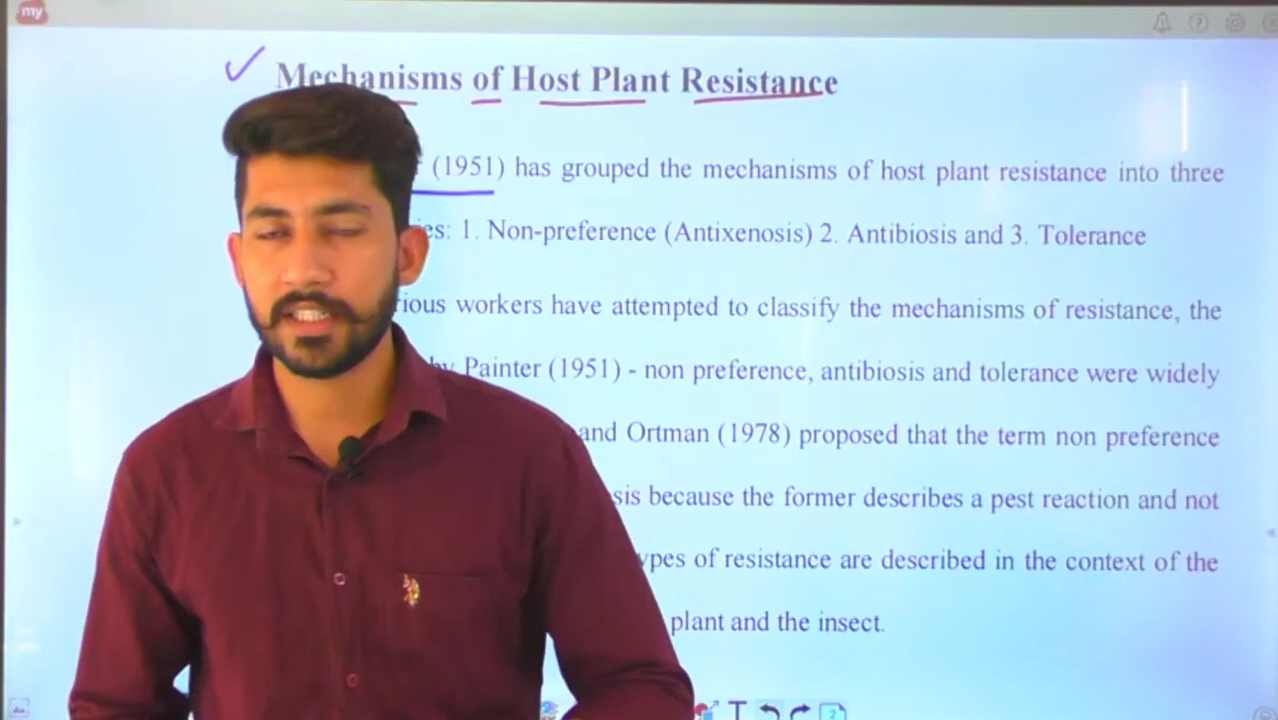 my
Mechanisms of Host Plant Resistance
(1951) has grouped the mechanisms of host plant resistance into three
es: 1. Non-preference (Antixenosis) 2. Antibiosis and 3. Tolerance
rious workers have attempted to classify the mechanisms of resistance, the
by Painter (1951) - non preference, antibiosis and tolerance were widely
and Ortman (1978) proposed that the term non preference
sis because the former describes a pest reaction and not
ypes of resistance are described in the context of the
plant and the insect.
T
2